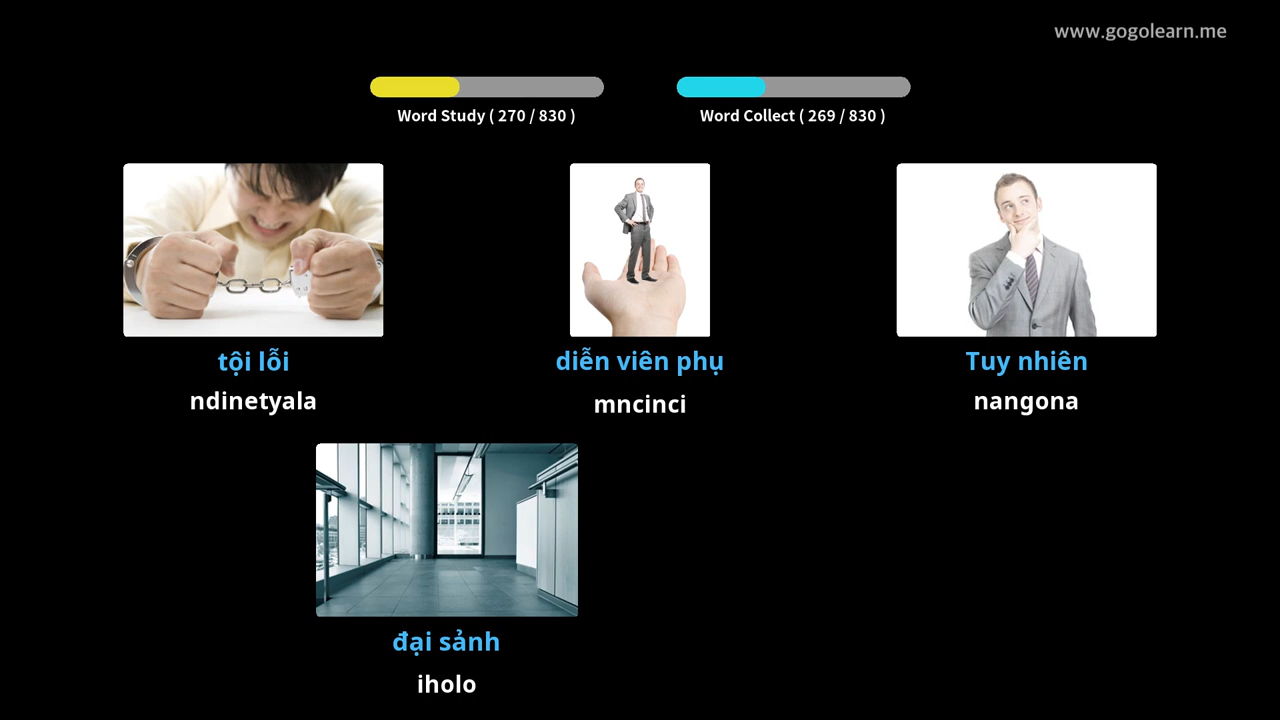 www.gogolearn.me
Word Study ( 270 / 830 )
Word Collect ( 269 / 830 )
tội lỗi
ndinetyala
diễn viên phụ
mncinci
Tuy nhiên
nangona
đại sảnh
iholo